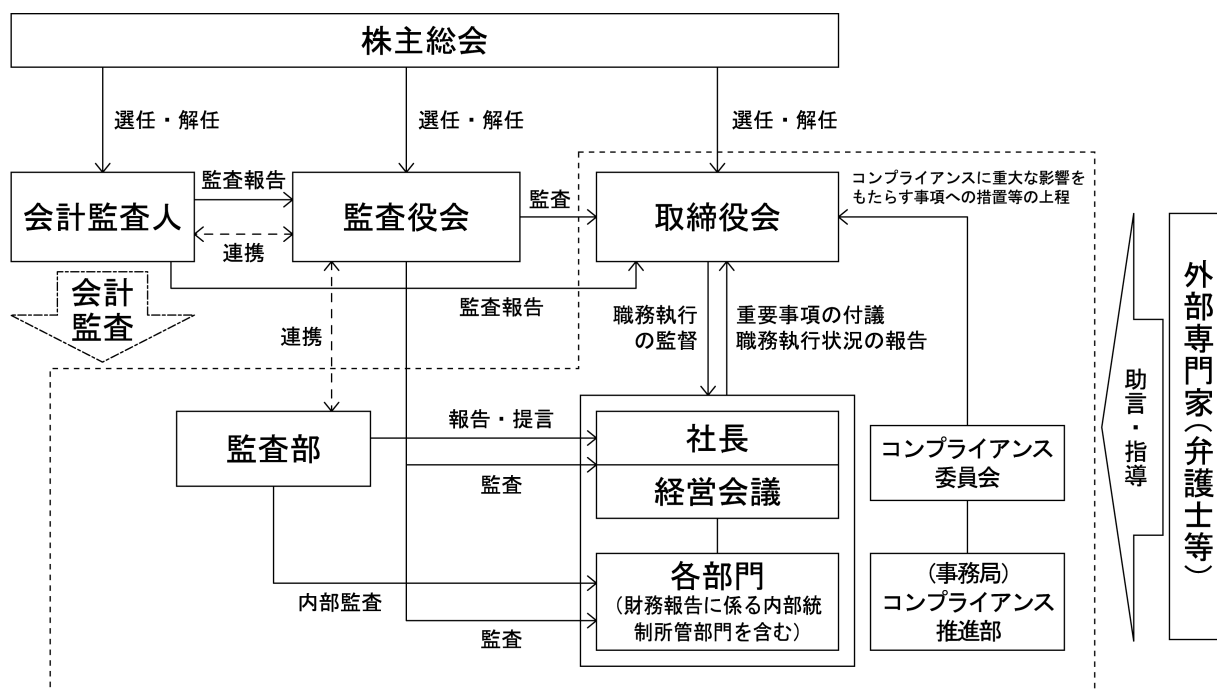 株主総会
選任・解任
選任・解任
選任・解任
会計監査人
監査報告
連携
監査役会
監査
取締役会
コンプライアンスに重大な影響を
もたらす事項への措置等の上程
会計
監査
監査報告
連携
職務執行
の監督
重要事項の付議
職務執行状況の報告
監査部
報告・提言
監査
社長
経営会議
コンプライアンス
委員会
内部監査
監査
各部門
（財務報告に係る内部統
制所管部門を含む）
（事務局）
コンプライアンス
推進部
助言・指導
外部専門家（弁護士等）